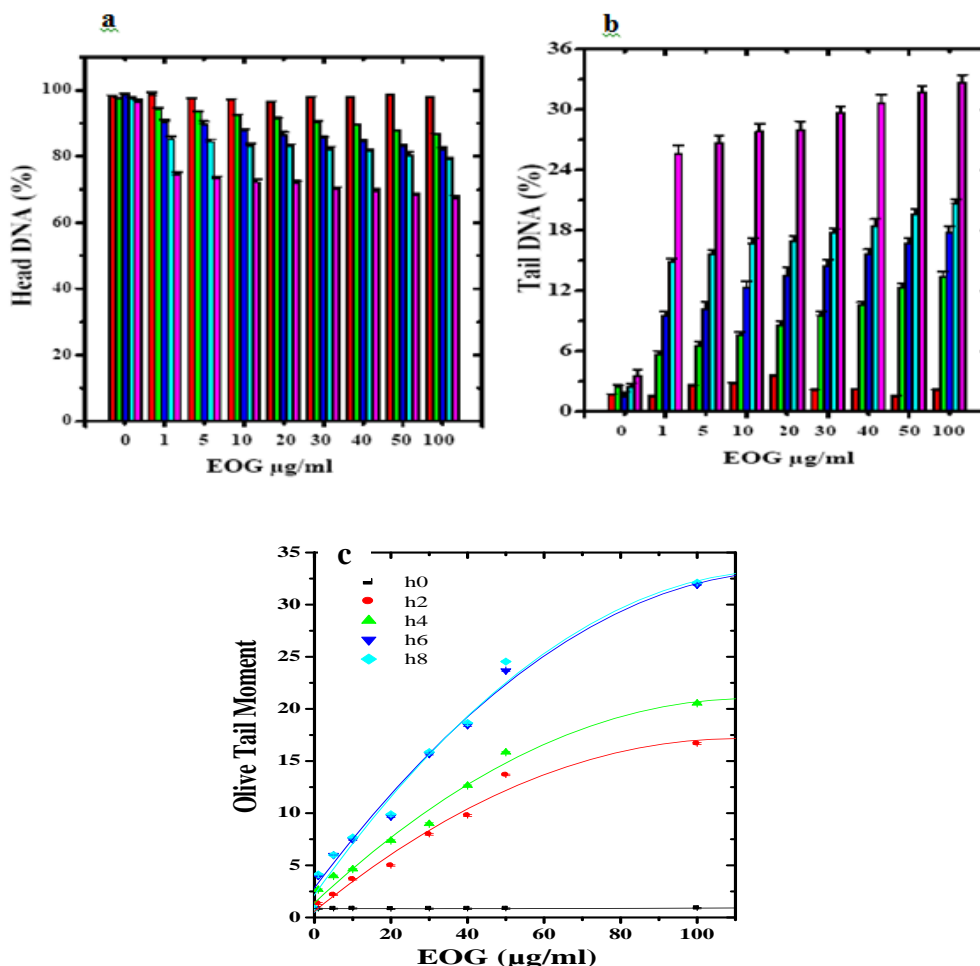 a
Head DNA (%)
100
80
60
40
20
0
0 1 5 10 20 30 40 50 100
EOG µg/ml
b
Tail DNA (%)
36
30
24
18
12
6
0
0 1 5 10 20 30 40 50 100
EOG µg/ml
c
Olive Tail Moment
35
30
25
20
15
10
5
0
h0
h2
h4
h6
h8
0 20 40 60 80 100
EOG (µg/ml)